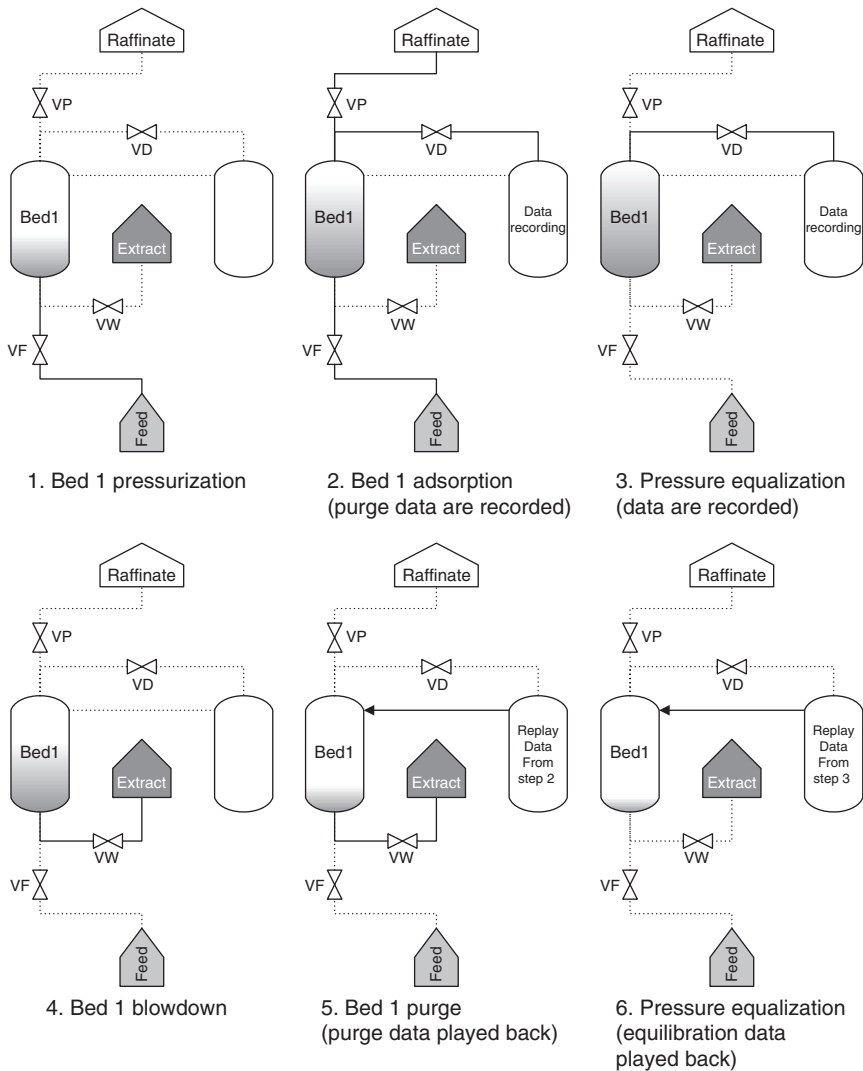 Raffinate
VP
VD
Bed1
Extract
VW
VF
Feed
1. Bed 1 pressurization
Raffinate
VP
VD
Bed1
Data
recording
Extract
VW
VF
Feed
2. Bed 1 adsorption
(purge data are recorded)
Raffinate
VP
VD
Bed1
Data
recording
Extract
VW
VF
Feed
3. Pressure equalization
(data are recorded)
Raffinate
VP
VD
Bed1
Extract
VW
VF
Feed
4. Bed 1 blowdown
Raffinate
VP
VD
Bed1
Replay
Data
From
step 2
Extract
VW
VF
Feed
5. Bed 1 purge
(purge data played back)
Raffinate
VP
VD
Bed1
Replay
Data
From
step 3
Extract
VW
VF
Feed
6. Pressure equalization
(equilibration data
played back)